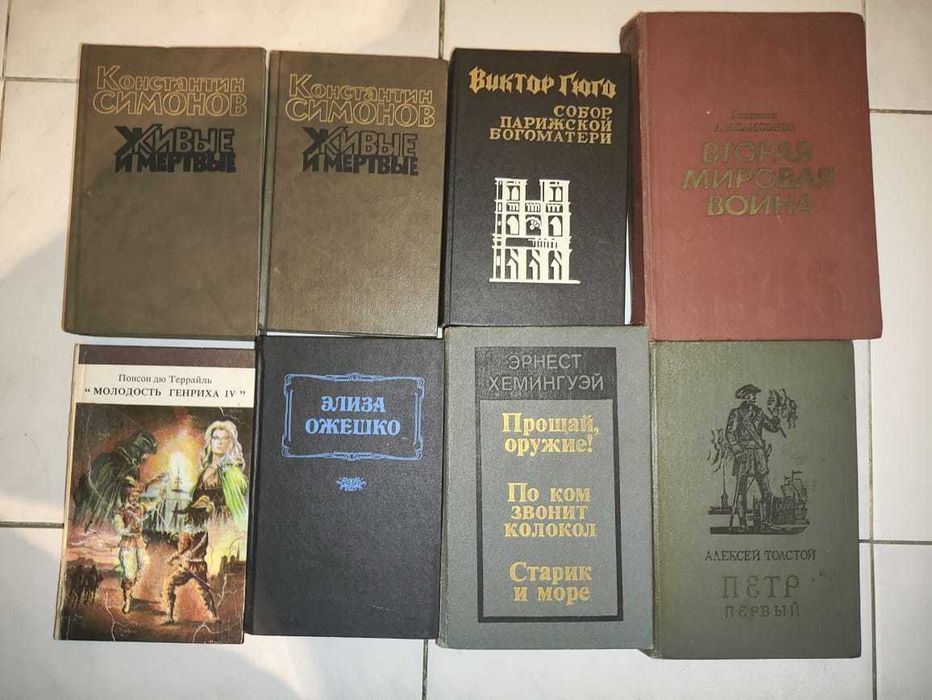 Константин
СИМОНОВ
ЖИВЫЕ
И МЕРТВЫЕ
Константин
СИМОНОВ
ЖИВЫЕ
И МЕРТВЫЕ
Виктор Гюго
СОБОР
ПАРИЖСКОЙ
БОГОМАТЕРИ
А.М.САМСОНОВ
ВТОРАЯ
МИРОВАЯ
ВОЙНА
Понсон дю Террайль
“ МОЛОДОСТЬ ГЕНРИХА IV ”
ЭЛИЗА
ОЖЕШКО
ЭРНЕСТ
ХЕМИНГУЭЙ
Прощай,
оружие!
По ком
звонит
колокол
Старик
и море
АЛЕКСЕЙ ТОЛСТОЙ
ПЕТР
ПЕРВЫЙ